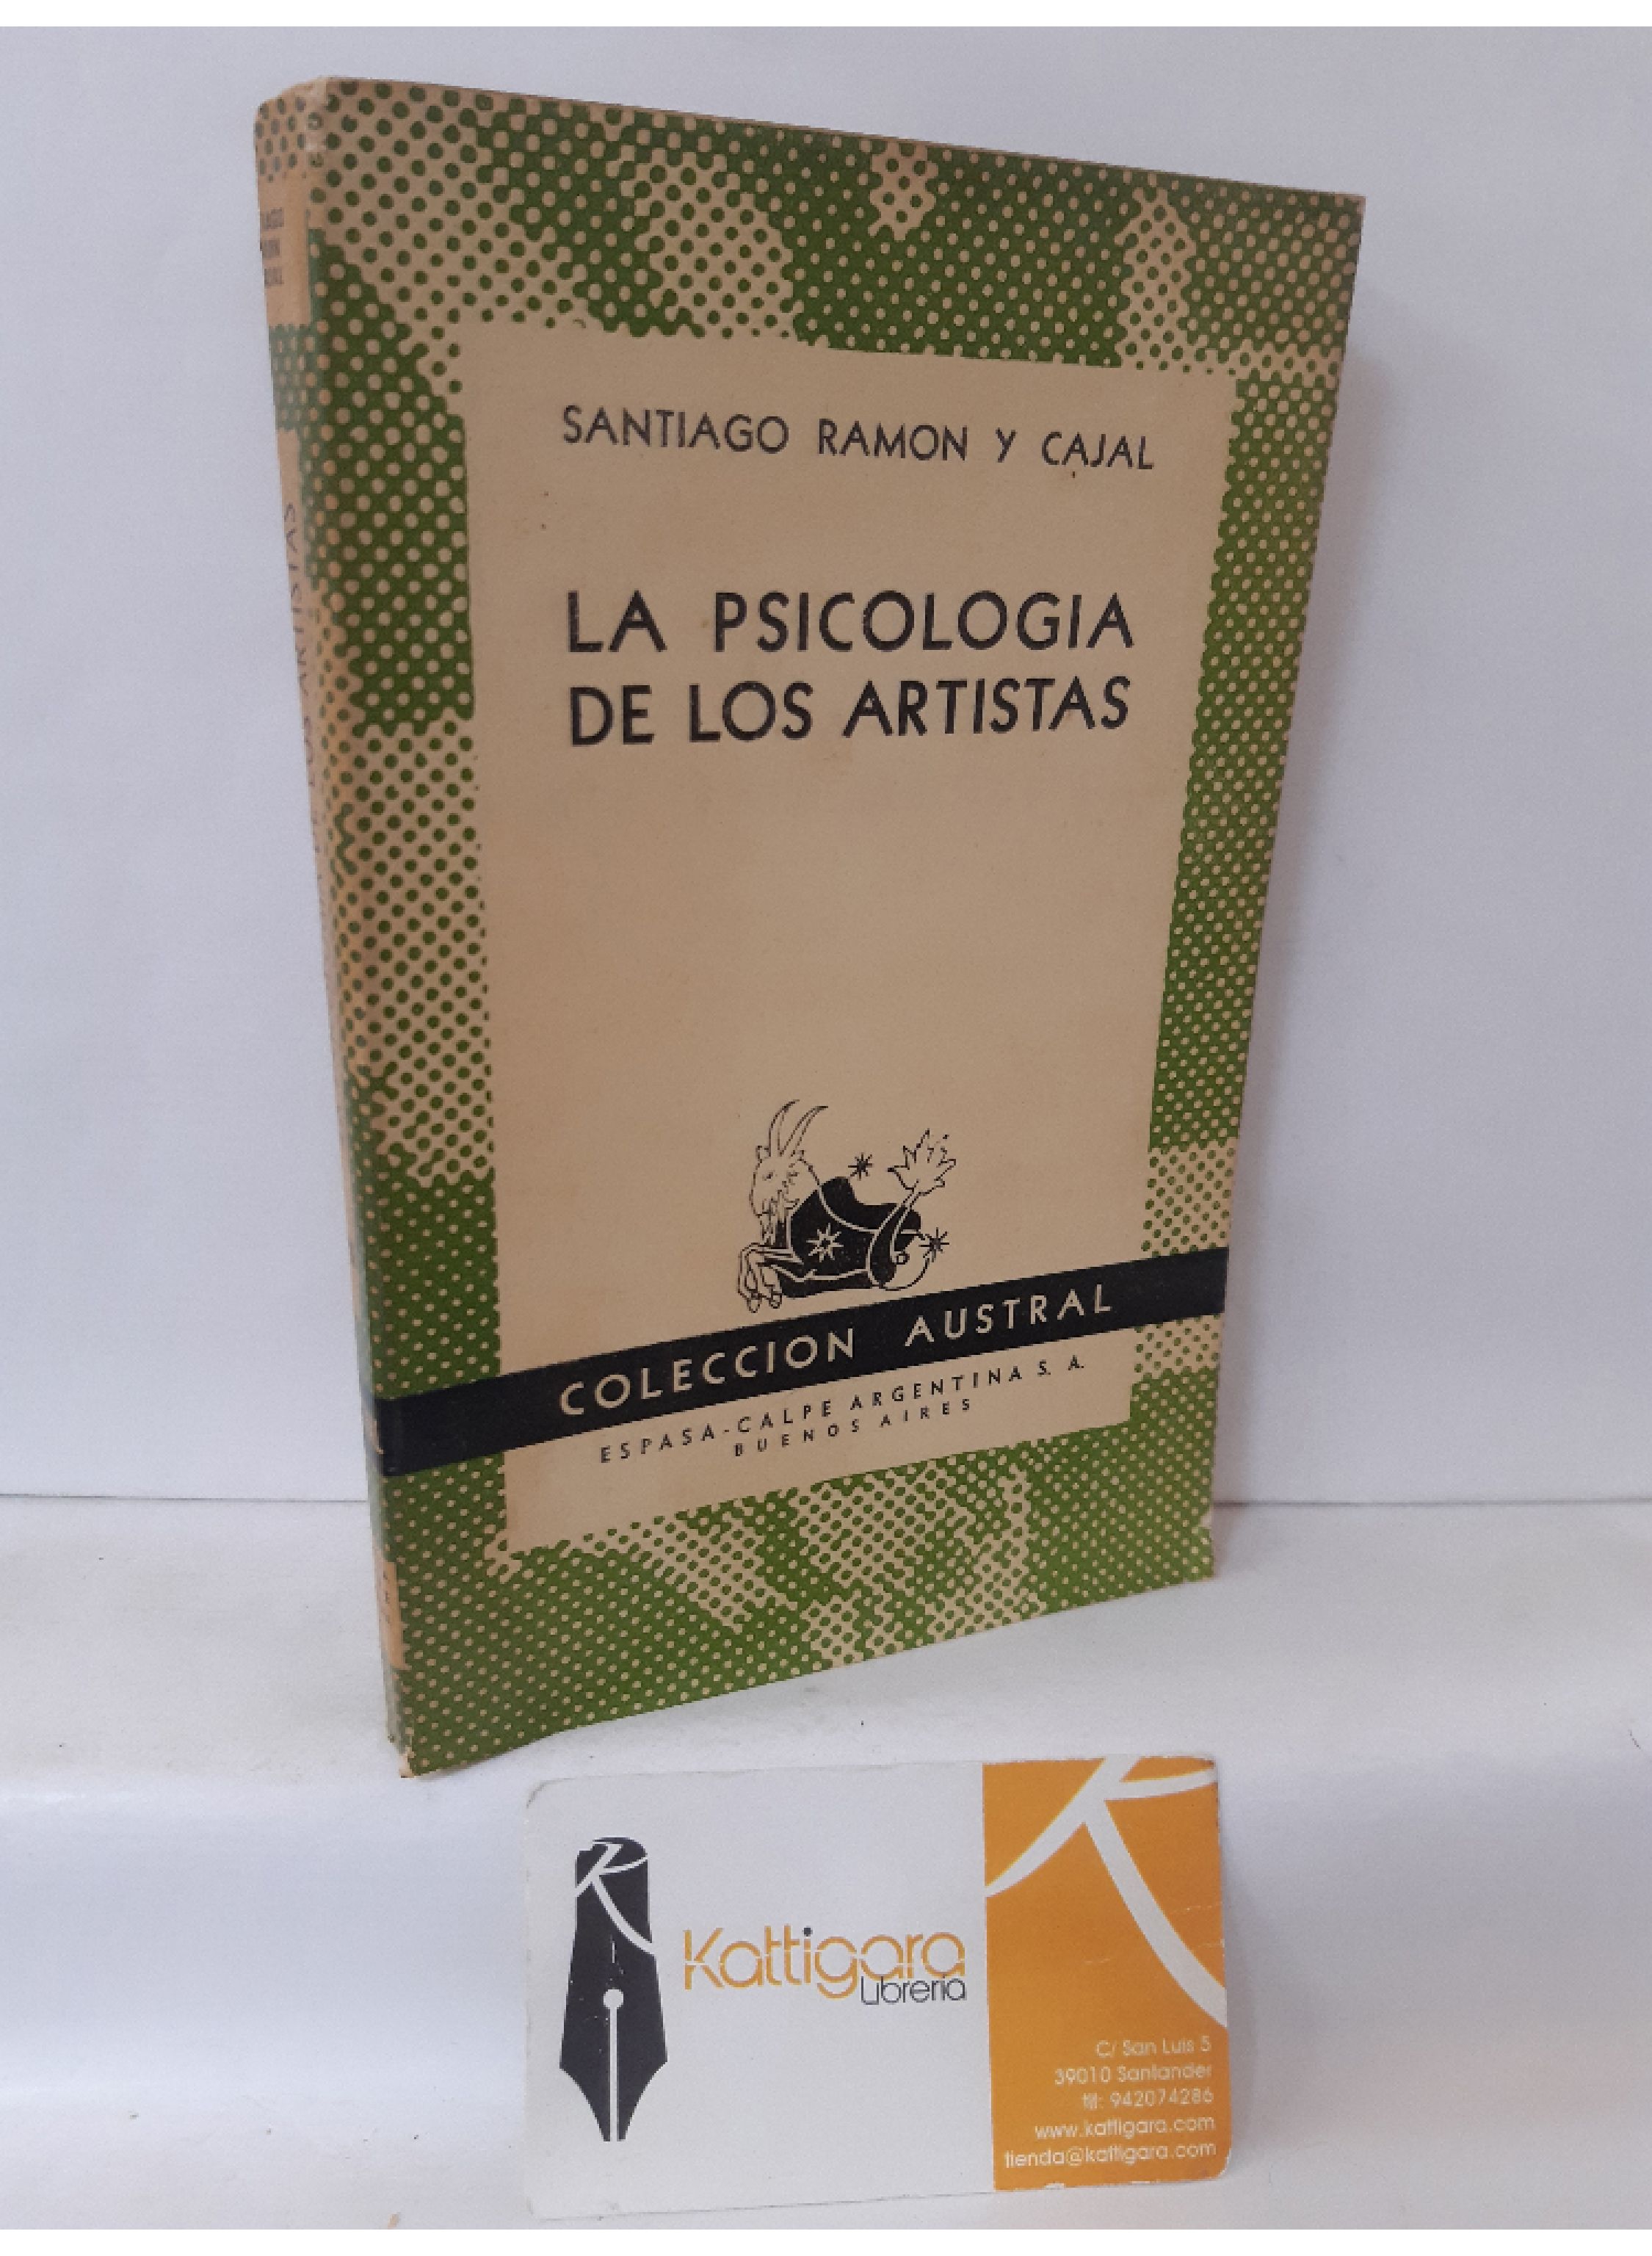 SANTIAGO RAMON Y CAJAL
LA PSICOLOGIA
DE LOS ARTISTAS
COLECCION AUSTRAL
ESPASA-CALPE ARGENTINA S. A.
BUENOS AIRES
Kattigara
Librería
C/ San Luis 5
39010 Santander
tlf: 942074286
www.kattigara.com
tienda@kattigara.com